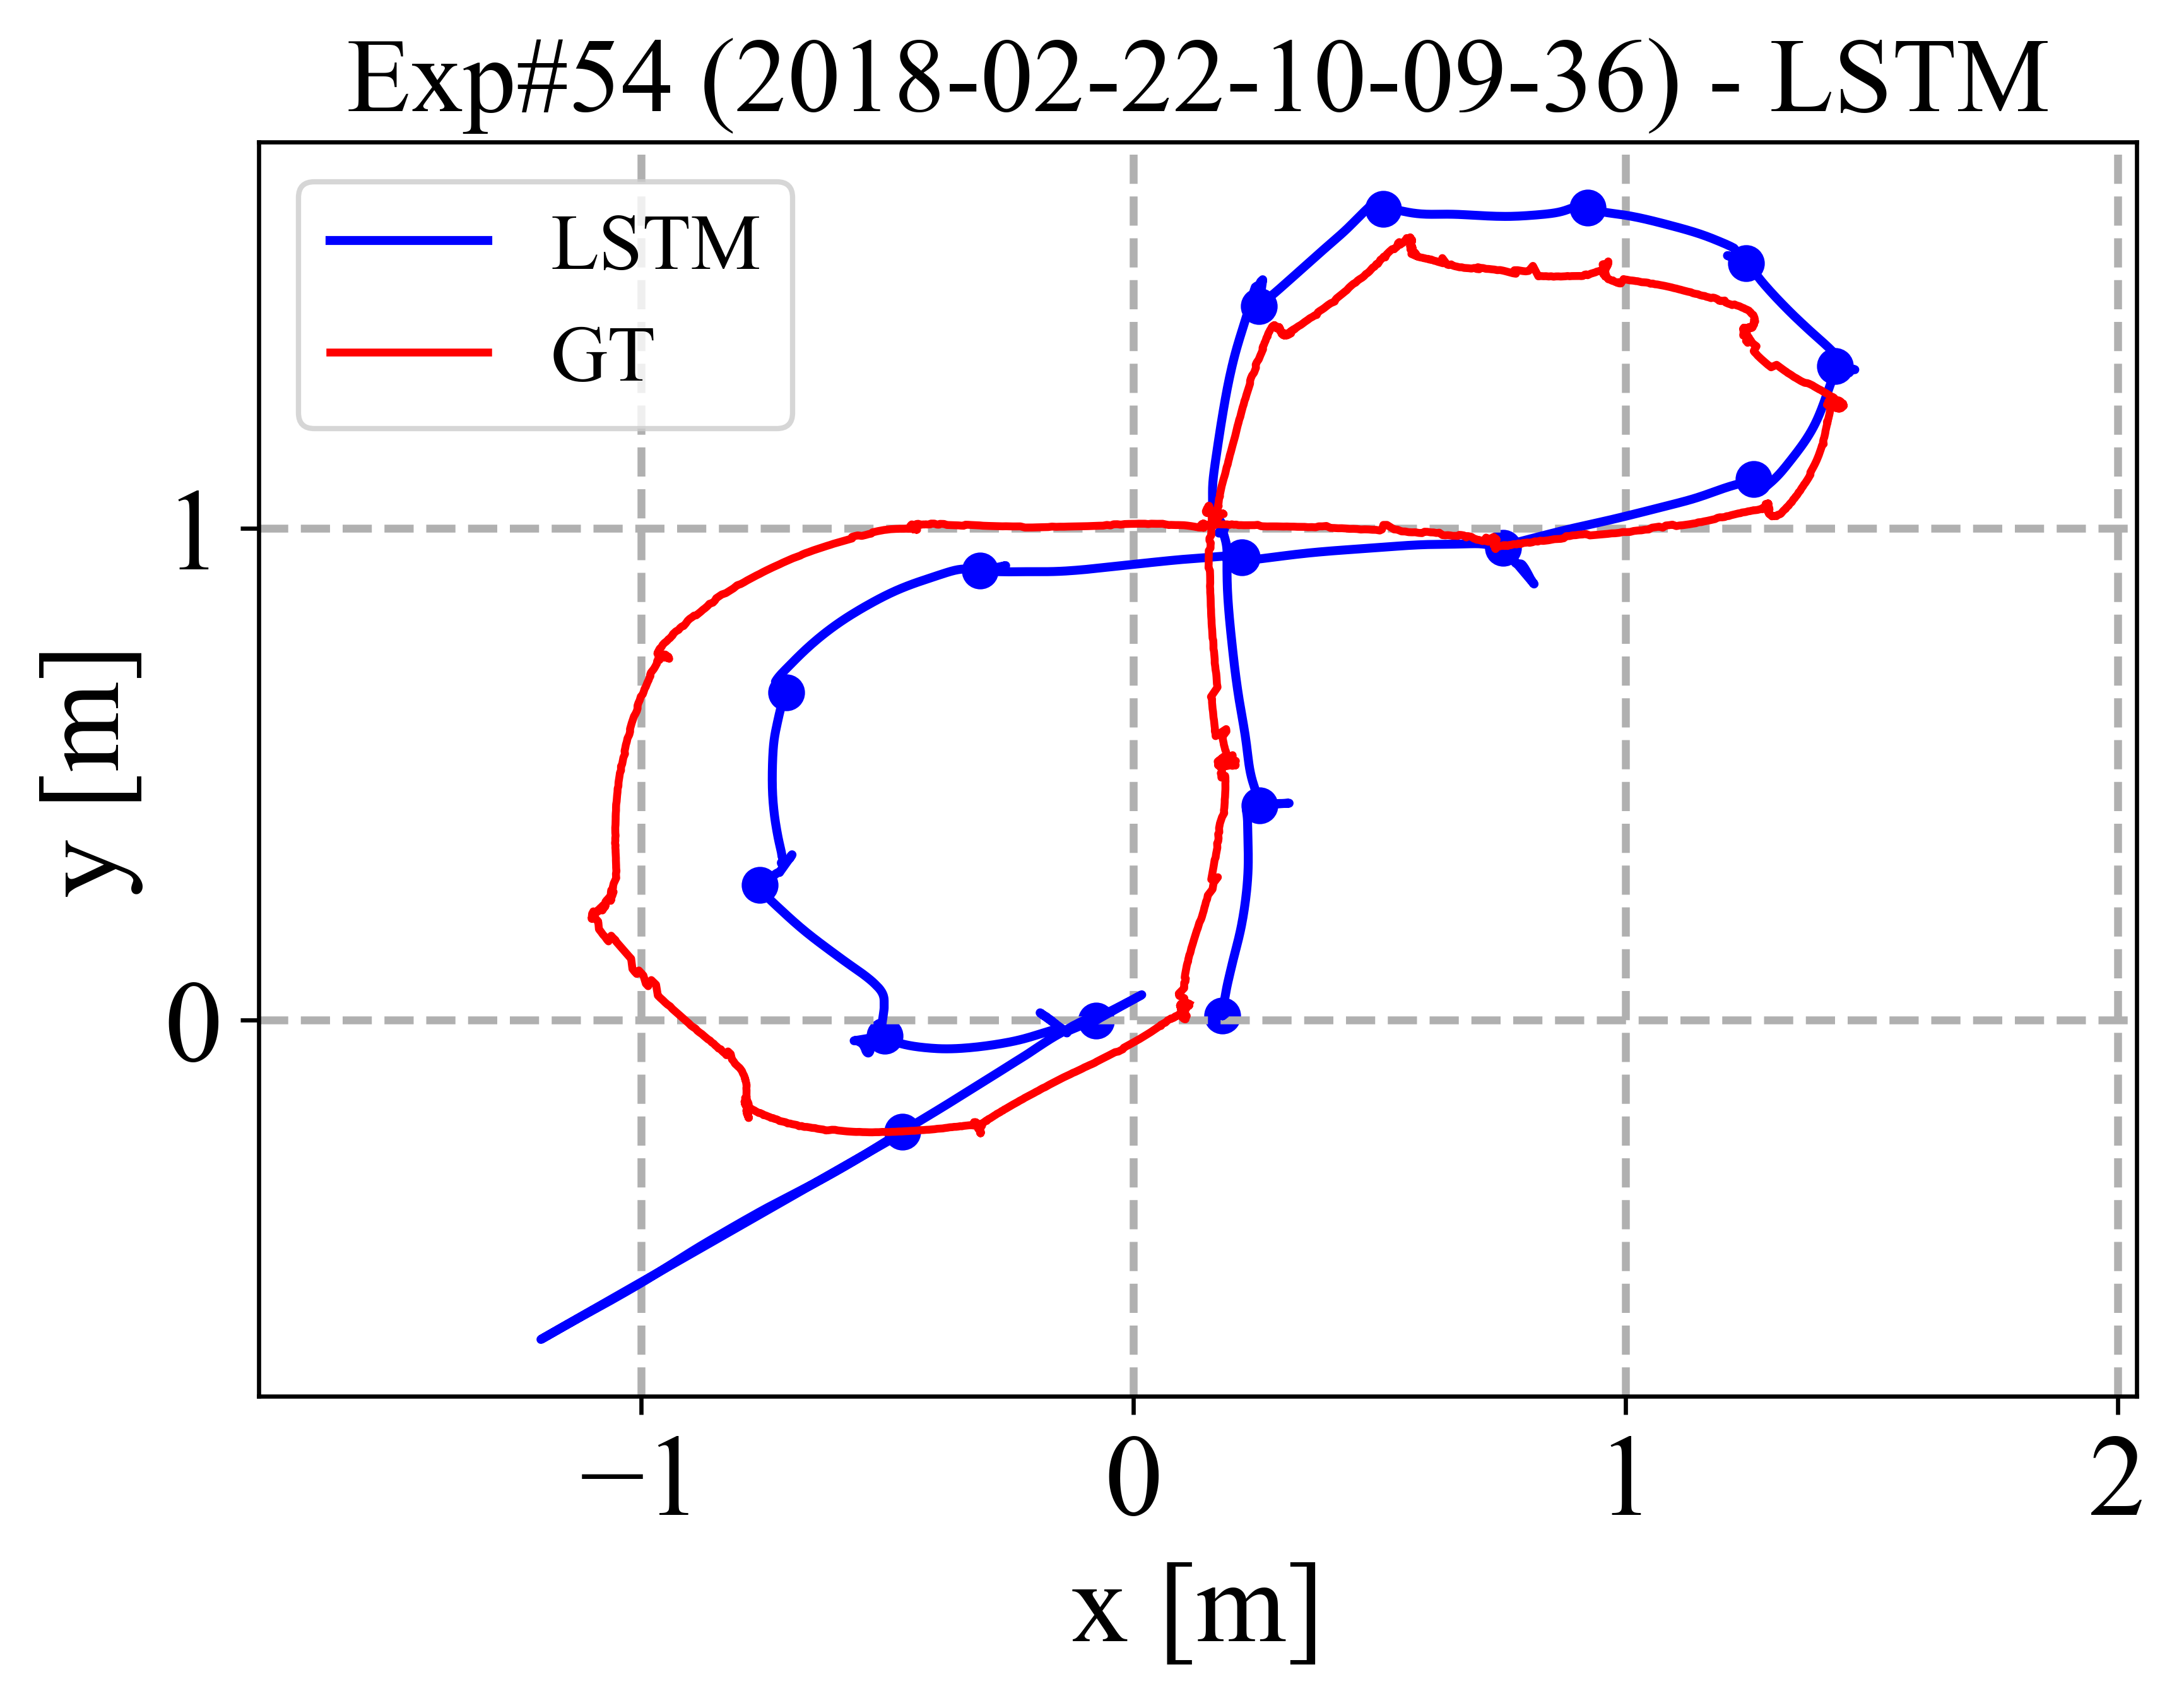 Exp#54 (2018-02-22-10-09-36) - LSTM
LSTM
GT
1
0
y [m]
−1 0 1 2
x [m]